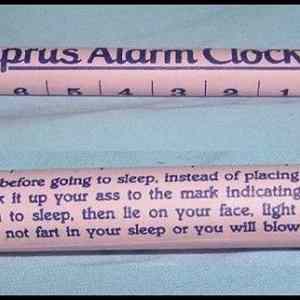 prus Alarm Clock
6 5 4 3 2 1
before going to sleep, instead of placing
k it up your ass to the mark indicating
to sleep, then lie on your face, light
not fart in your sleep or you will blow